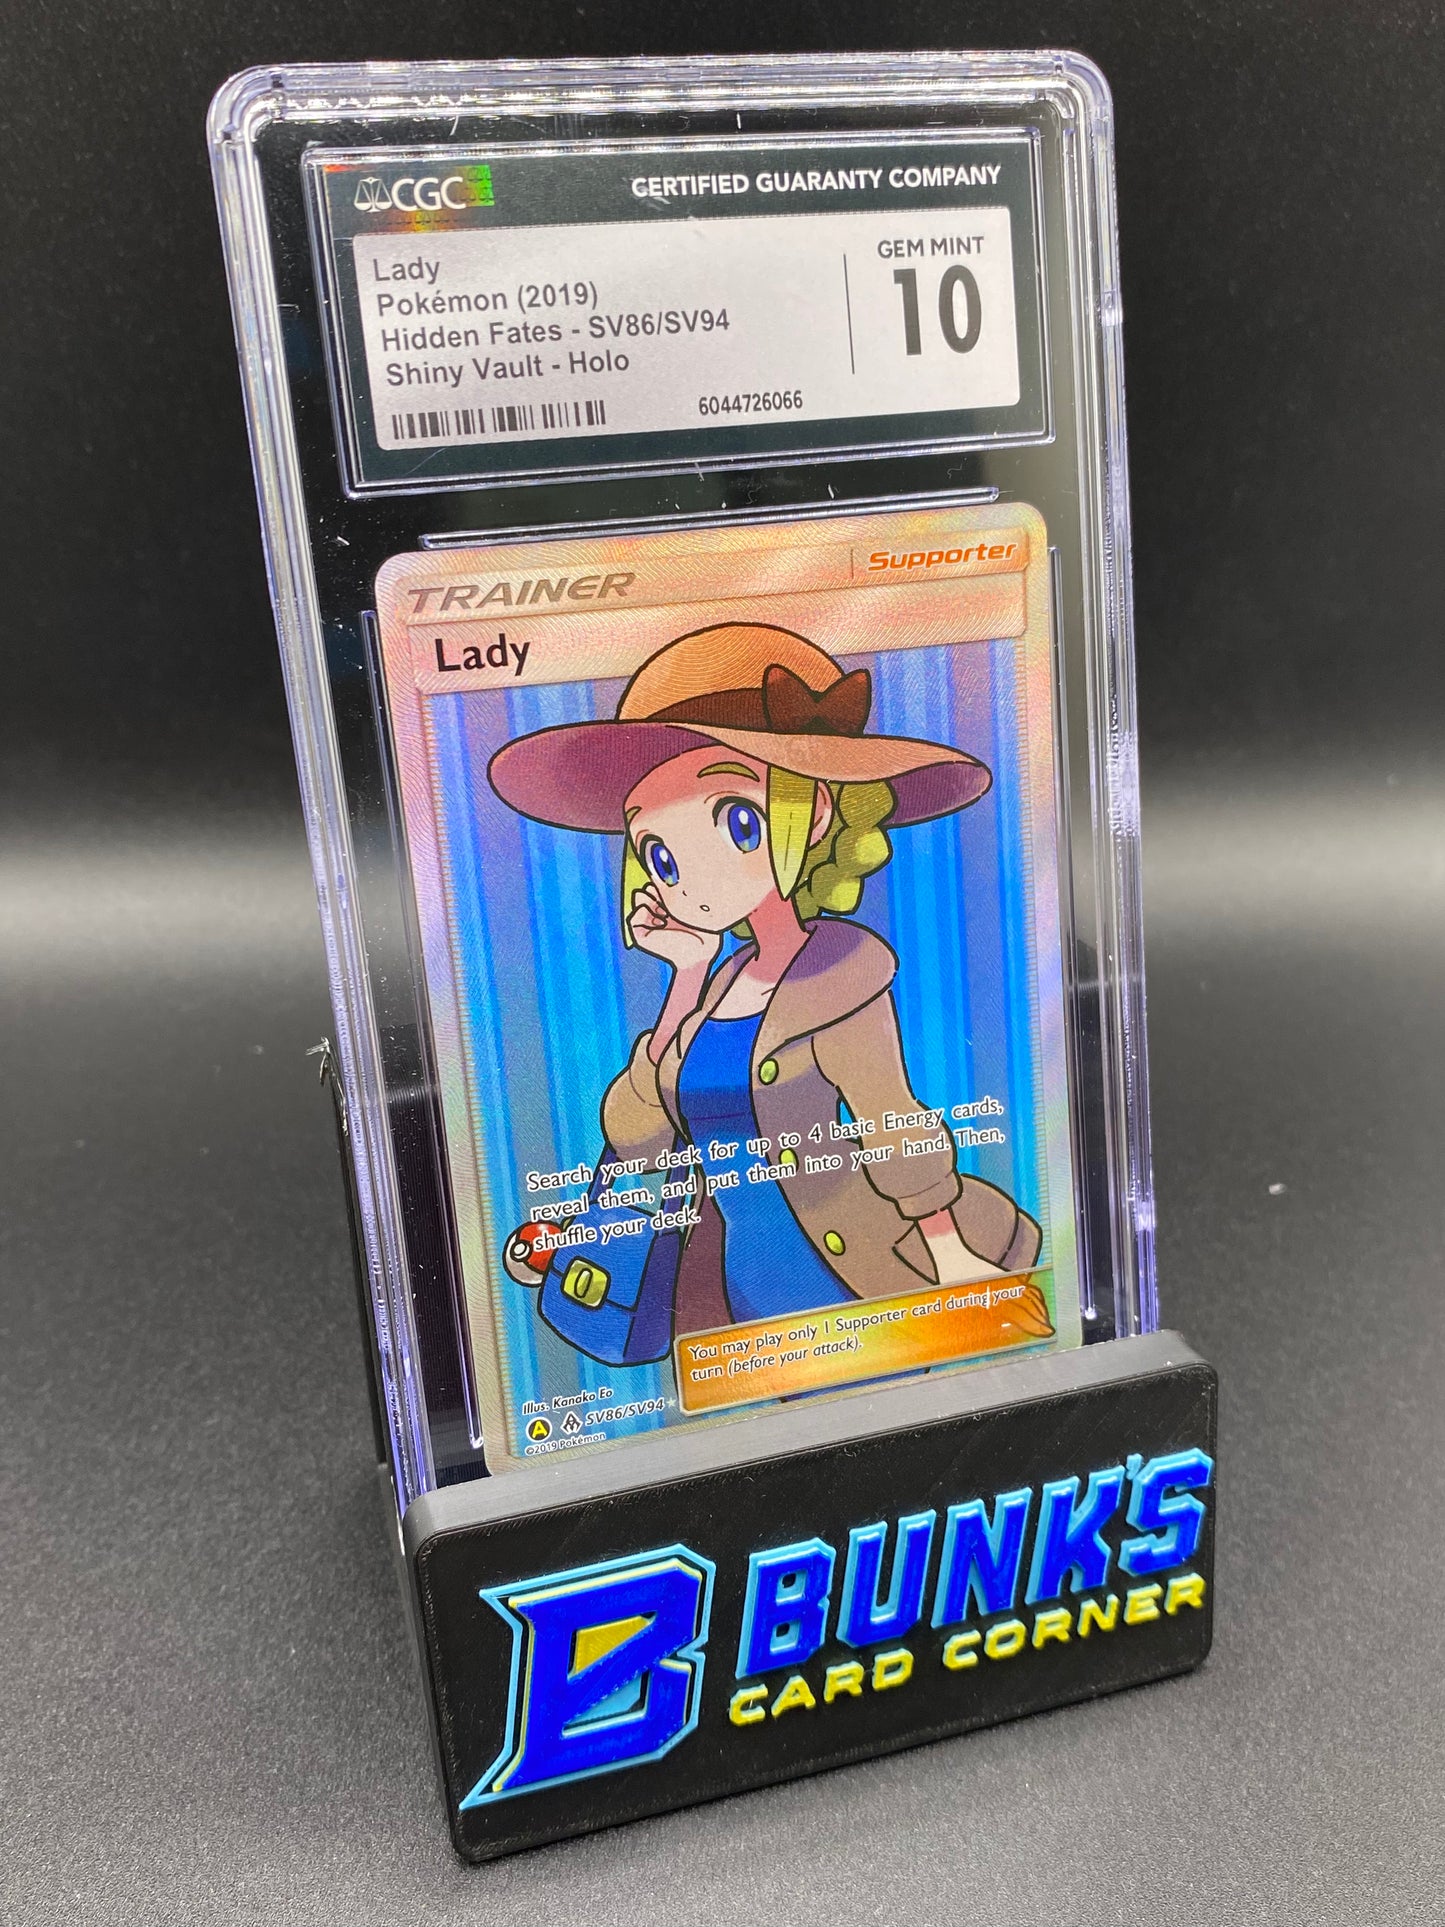 CGC
CERTIFIED GUARANTY COMPANY
Lady
Pokémon (2019)
Hidden Fates - SV86/SV94
Shiny Vault - Holo
GEM MINT
10
6044726066
TRAINER
Supporter
Lady
Search your deck for up to 4 basic Energy cards,
reveal them, and put them into your hand. Then,
shuffle your deck.
You may play only 1 Supporter card during your
turn (before your attack).
Illus. Kanako Eo
A
SV86/SV94
©2019 Pokémon
B
BUNK'S
CARD CORNER